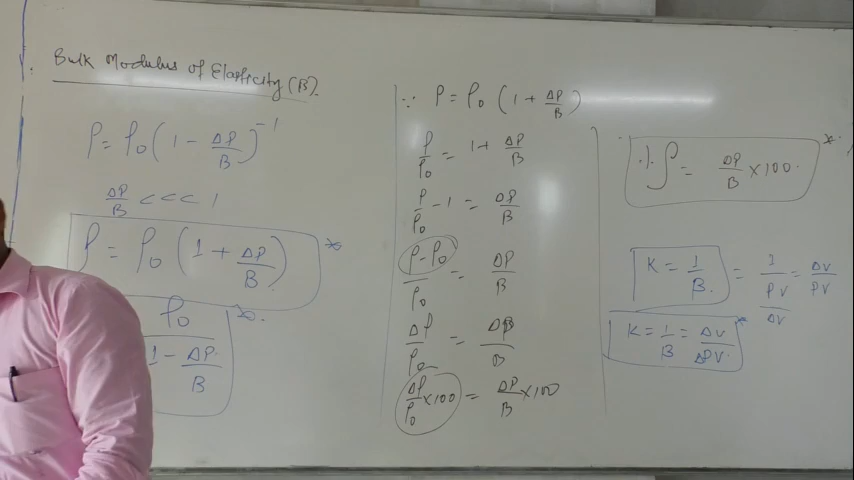 Bulk Modulus of Elasticity (B)
ρ = ρ₀ (1 - ΔP/B)⁻¹
ΔP/B <<< 1
ρ = ρ₀ (1 + ΔP/B) *
ρ₀ / (1 - ΔP/B) *
∵ ρ = ρ₀ (1 + ΔP/B)
ρ/ρ₀ = 1 + ΔP/B
ρ/ρ₀ - 1 = ΔP/B
(ρ - ρ₀)/ρ₀ = ΔP/B
Δρ/ρ₀ = ΔP/B
Δρ/ρ₀ × 100 = ΔP/B × 100
.|. ρ = ΔP/B × 100. *
K = 1/B. = 1/(PV/ΔV) = ΔV/PV
K = 1/B = ΔV/ΔPV. *